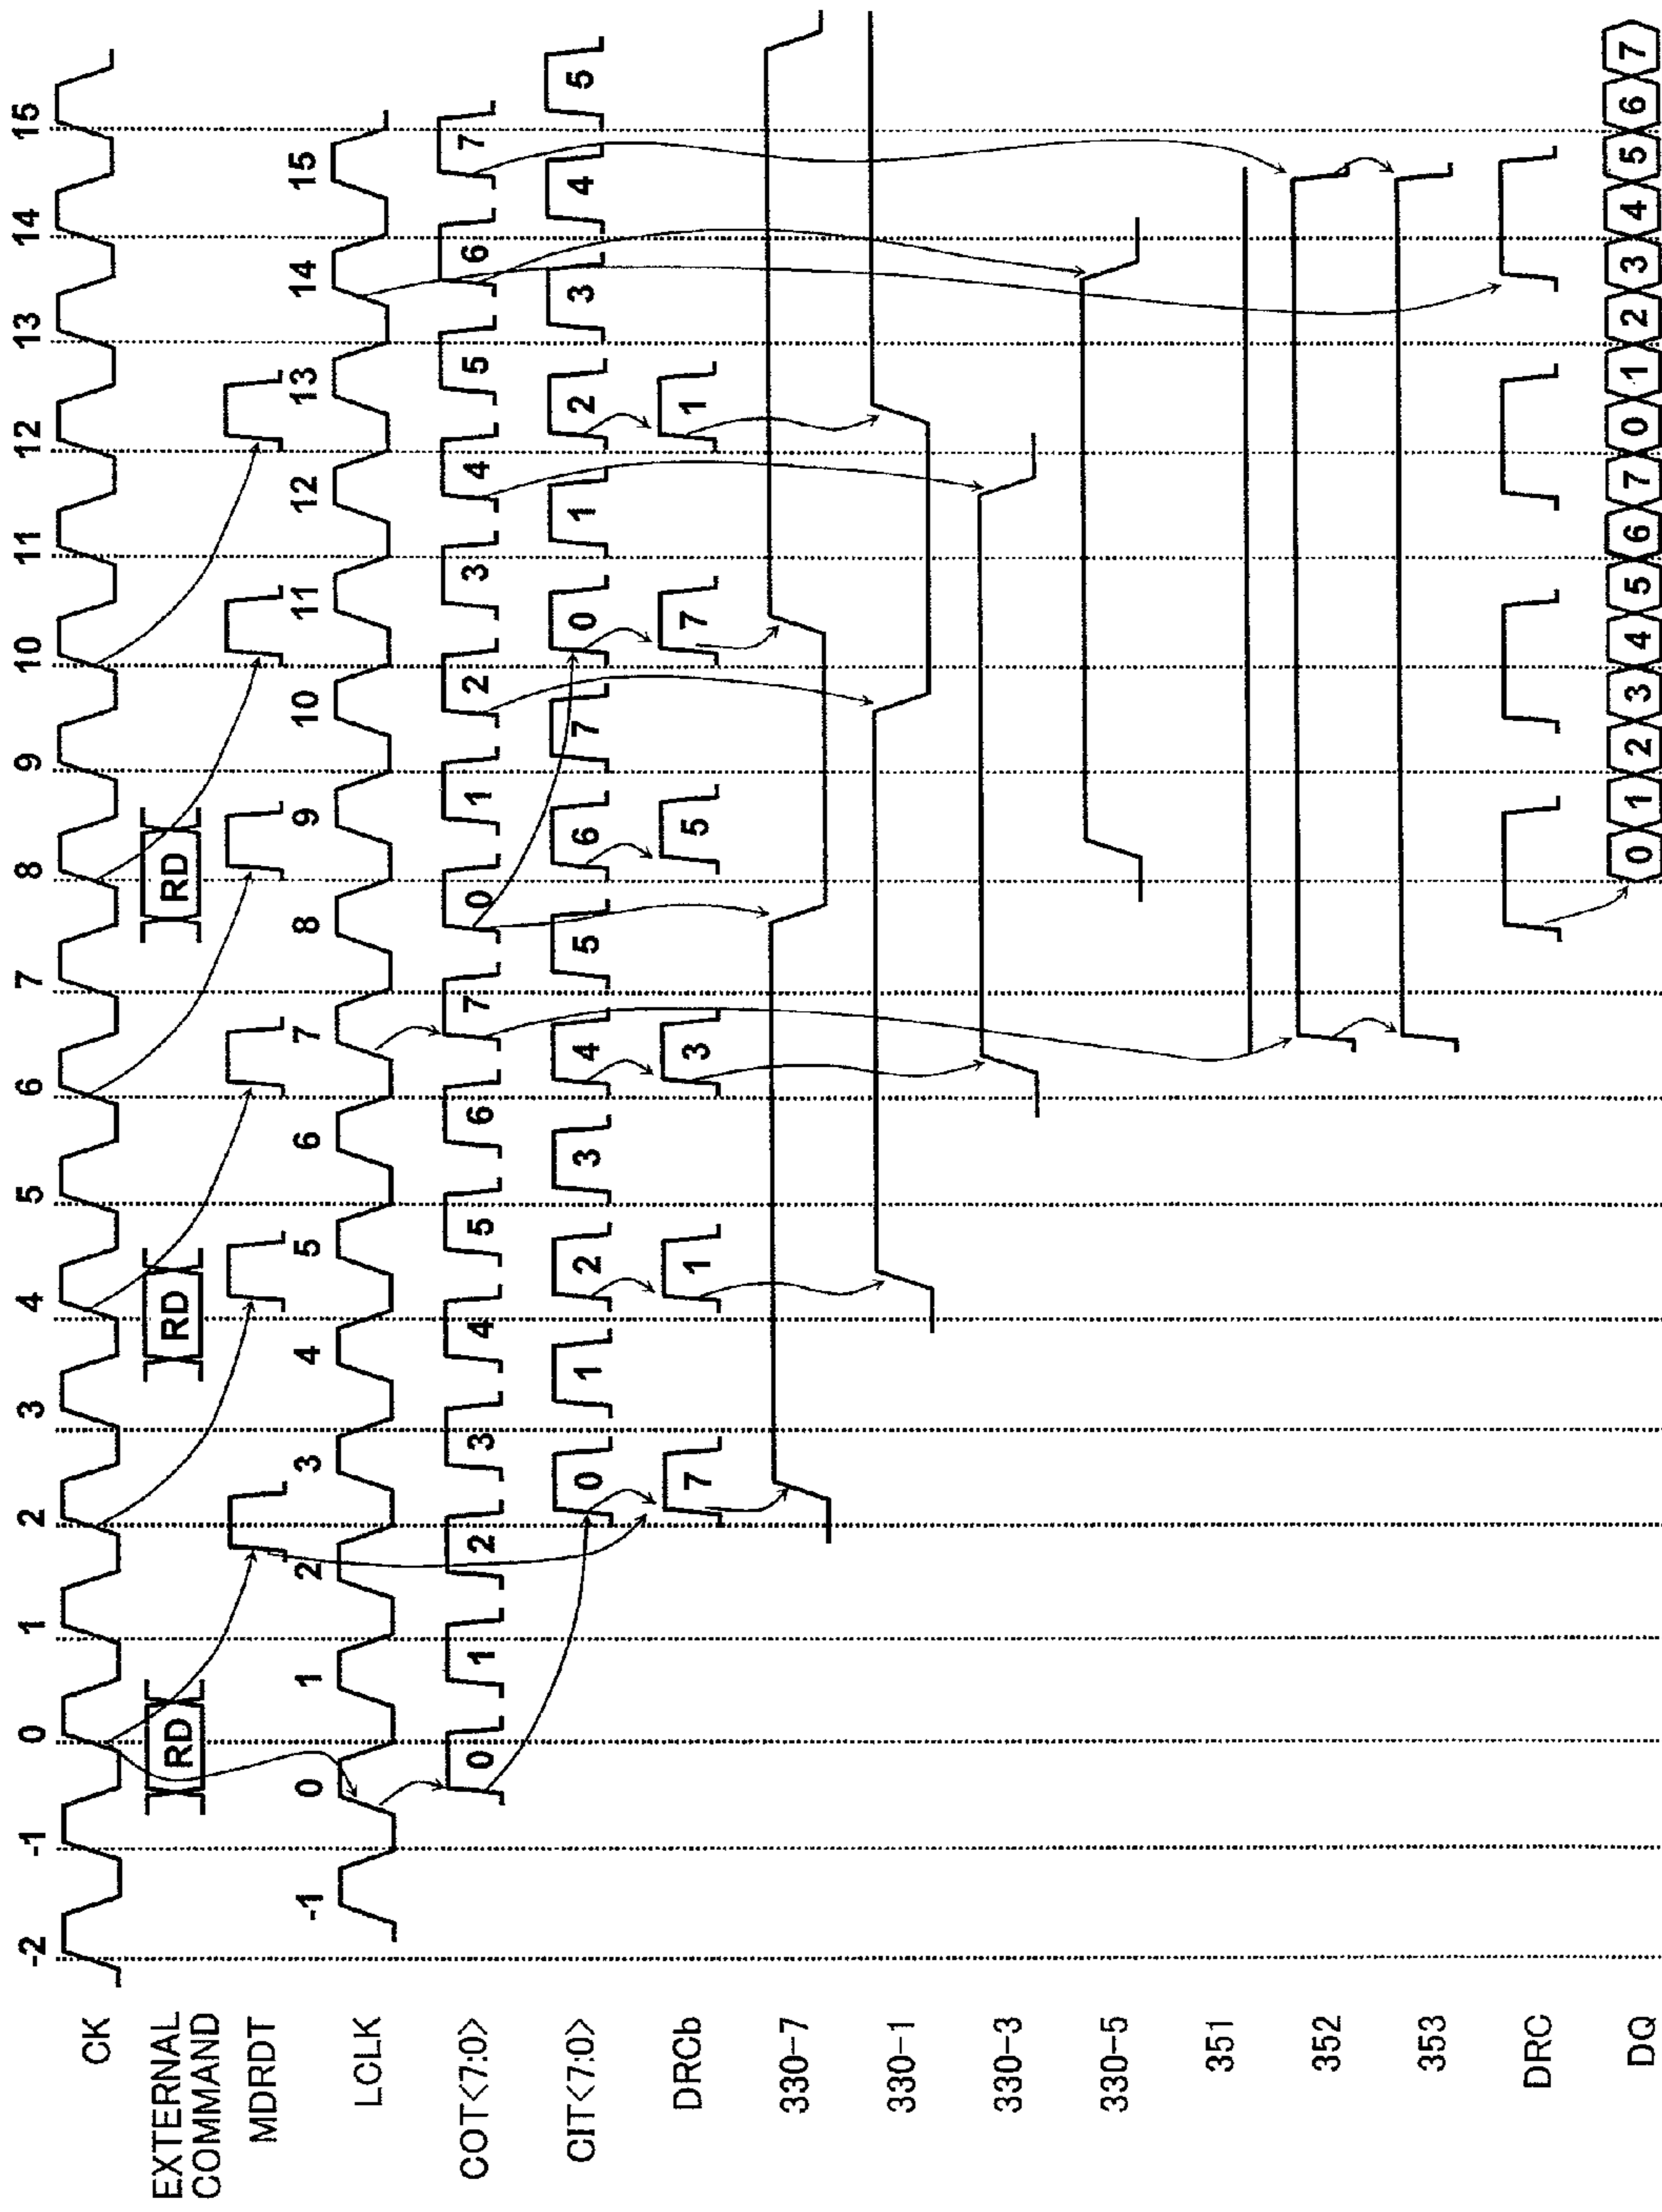 -2 -1 0 1 2 3 4 5 6 7 8 9 10 11 12 13 14 15
CK
EXTERNAL
COMMAND
RD RD RD
MDRDT
-1 0 1 2 3 4 5 6 7 8 9 10 11 12 13 14 15
LCLK
COT<7:0> 0 1 2 3 4 5 6 7 0 1 2 3 4 5 6 7
CIT<7:0> 0 1 2 3 4 5 6 7 0 1 2 3 4 5
DRCb 7 1 3 5 7 1
330-7
330-1
330-3
330-5
351
352
353
DRC
DQ 0 1 2 3 4 5 6 7 0 1 2 3 4 5 6 7